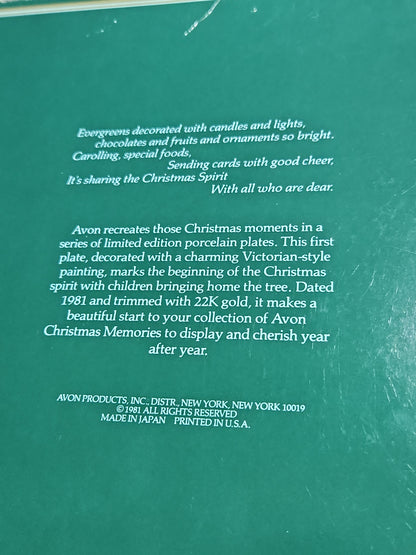 Evergreens decorated with candles and lights,
chocolates and fruits and ornaments so bright.
Carolling, special foods,
Sending cards with good cheer,
It's sharing the Christmas Spirit
With all who are dear.
Avon recreates those Christmas moments in a
series of limited edition porcelain plates. This first
plate, decorated with a charming Victorian-style
painting, marks the beginning of the Christmas
spirit with children bringing home the tree. Dated
1981 and trimmed with 22K gold, it makes a
beautiful start to your collection of Avon
Christmas Memories to display and cherish year
after year.
AVON PRODUCTS, INC., DISTR., NEW YORK, NEW YORK 10019
©1981 ALL RIGHTS RESERVED
MADE IN JAPAN PRINTED IN U.S.A.